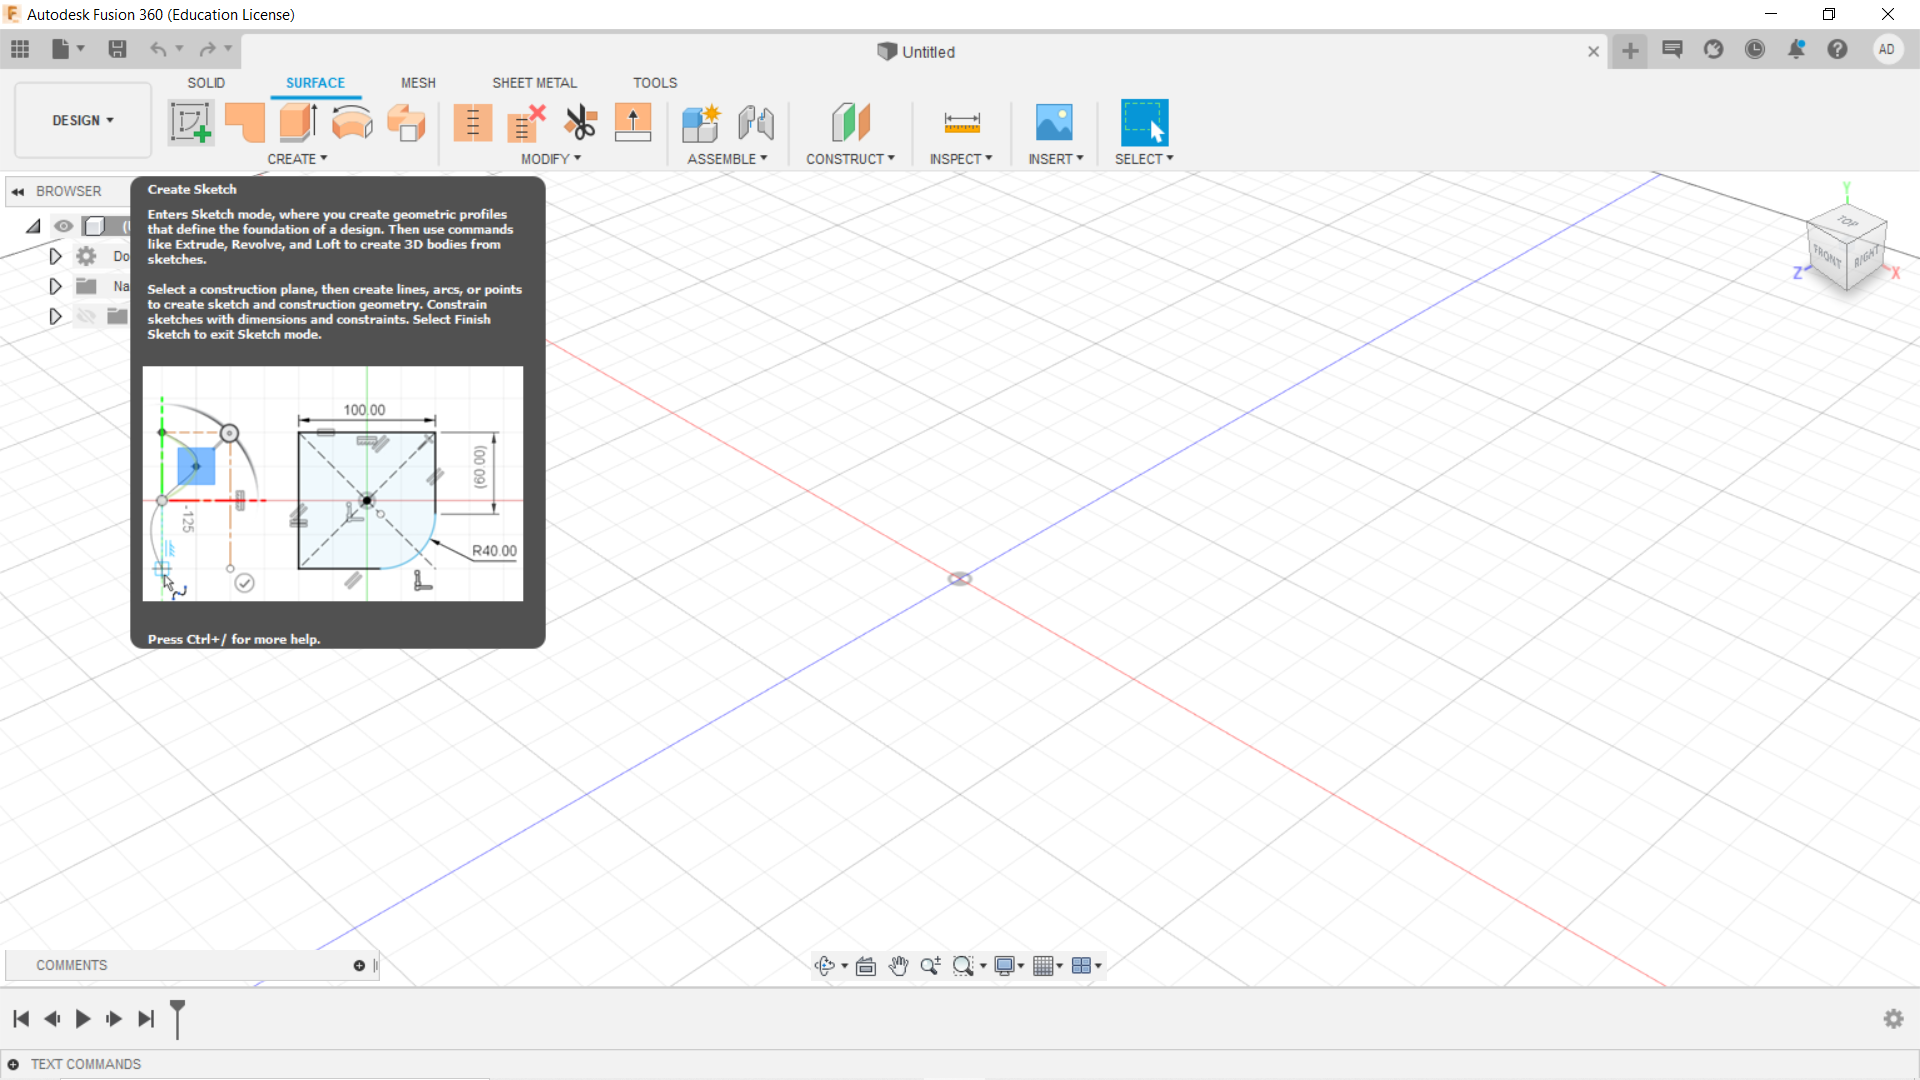 Autodesk Fusion 360 (Education License)
Untitled
AD
SOLID
SURFACE
MESH
SHEET METAL
TOOLS
DESIGN
CREATE
MODIFY
ASSEMBLE
CONSTRUCT
INSPECT
INSERT
SELECT
BROWSER
(
Do
Na
Create Sketch
Enters Sketch mode, where you create geometric profiles
that define the foundation of a design. Then use commands
like Extrude, Revolve, and Loft to create 3D bodies from
sketches.
Select a construction plane, then create lines, arcs, or points
to create sketch and construction geometry. Constrain
sketches with dimensions and constraints. Select Finish
Sketch to exit Sketch mode.
100.00
(60.00)
-125
R40.00
Press Ctrl+/ for more help.
Y
TOP
FRONT
RIGHT
Z
X
COMMENTS
TEXT COMMANDS